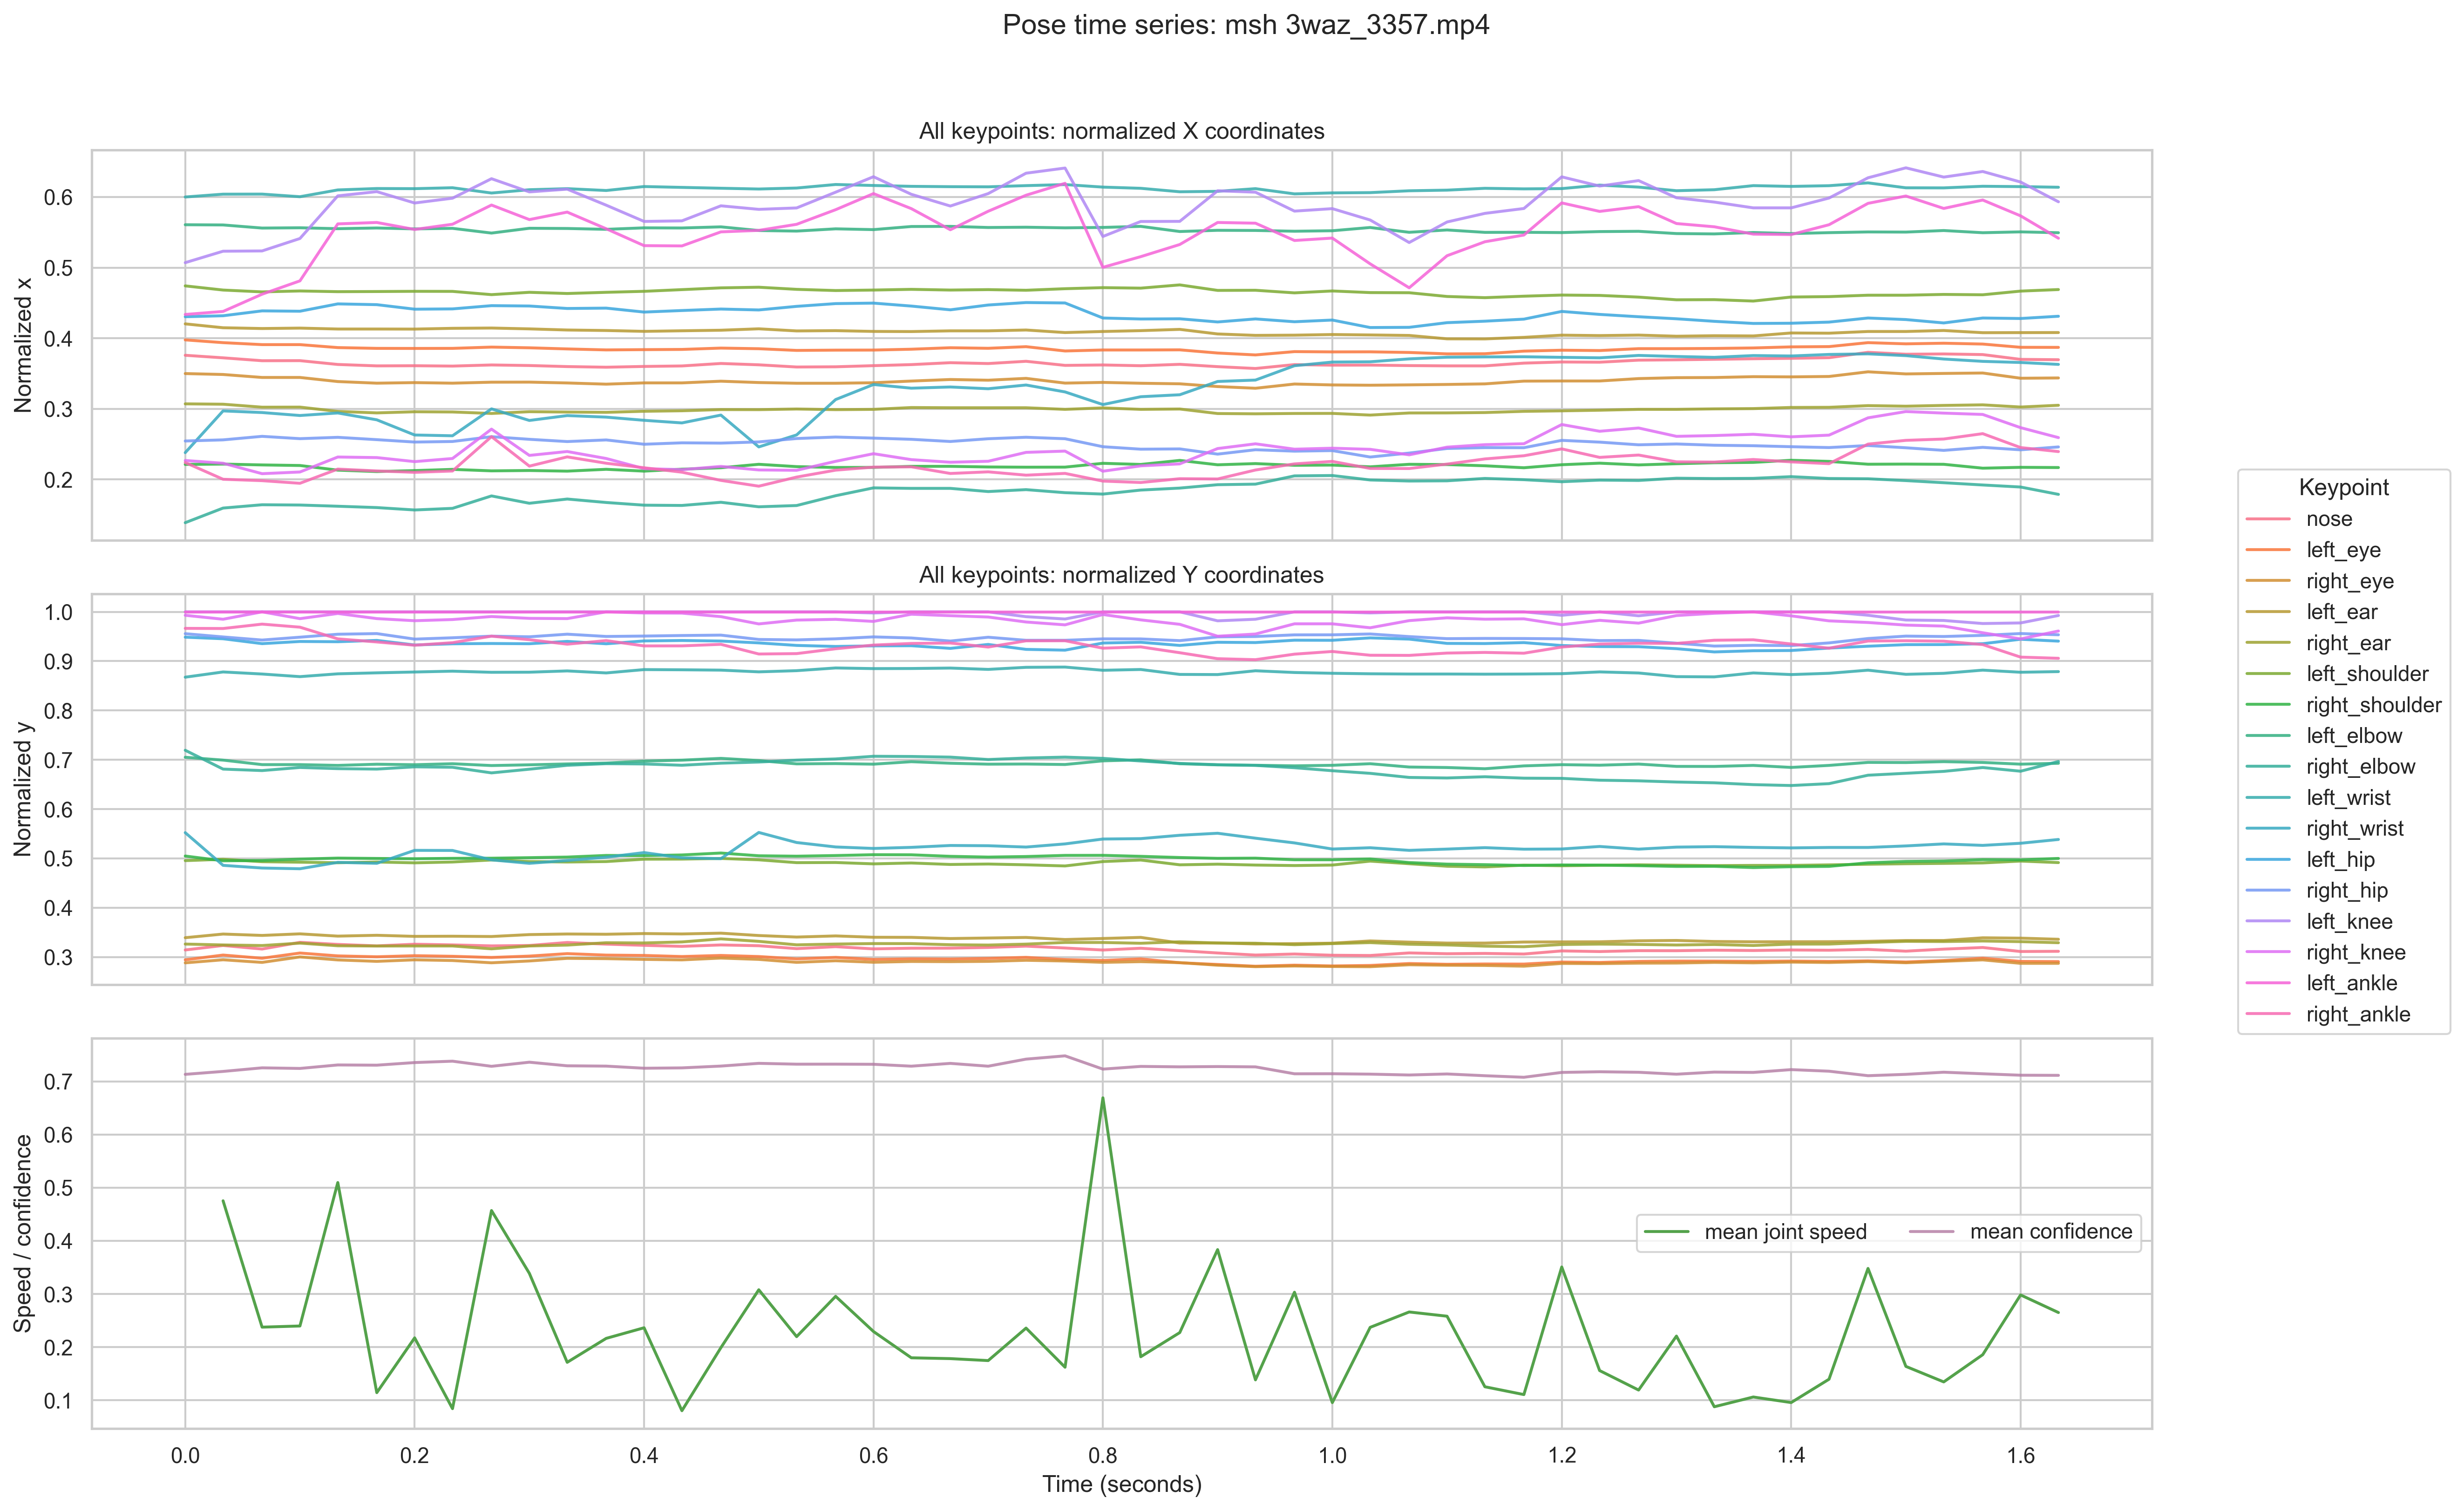 Pose time series: msh 3waz_3357.mp4
All keypoints: normalized X coordinates
Normalized x
0.6
0.5
0.4
0.3
0.2
All keypoints: normalized Y coordinates
Normalized y
1.0
0.9
0.8
0.7
0.6
0.5
0.4
0.3
Keypoint
nose
left_eye
right_eye
left_ear
right_ear
left_shoulder
right_shoulder
left_elbow
right_elbow
left_wrist
right_wrist
left_hip
right_hip
left_knee
right_knee
left_ankle
right_ankle
Speed / confidence
0.7
0.6
0.5
0.4
0.3
0.2
0.1
mean joint speed mean confidence
0.0 0.2 0.4 0.6 0.8 1.0 1.2 1.4 1.6
Time (seconds)